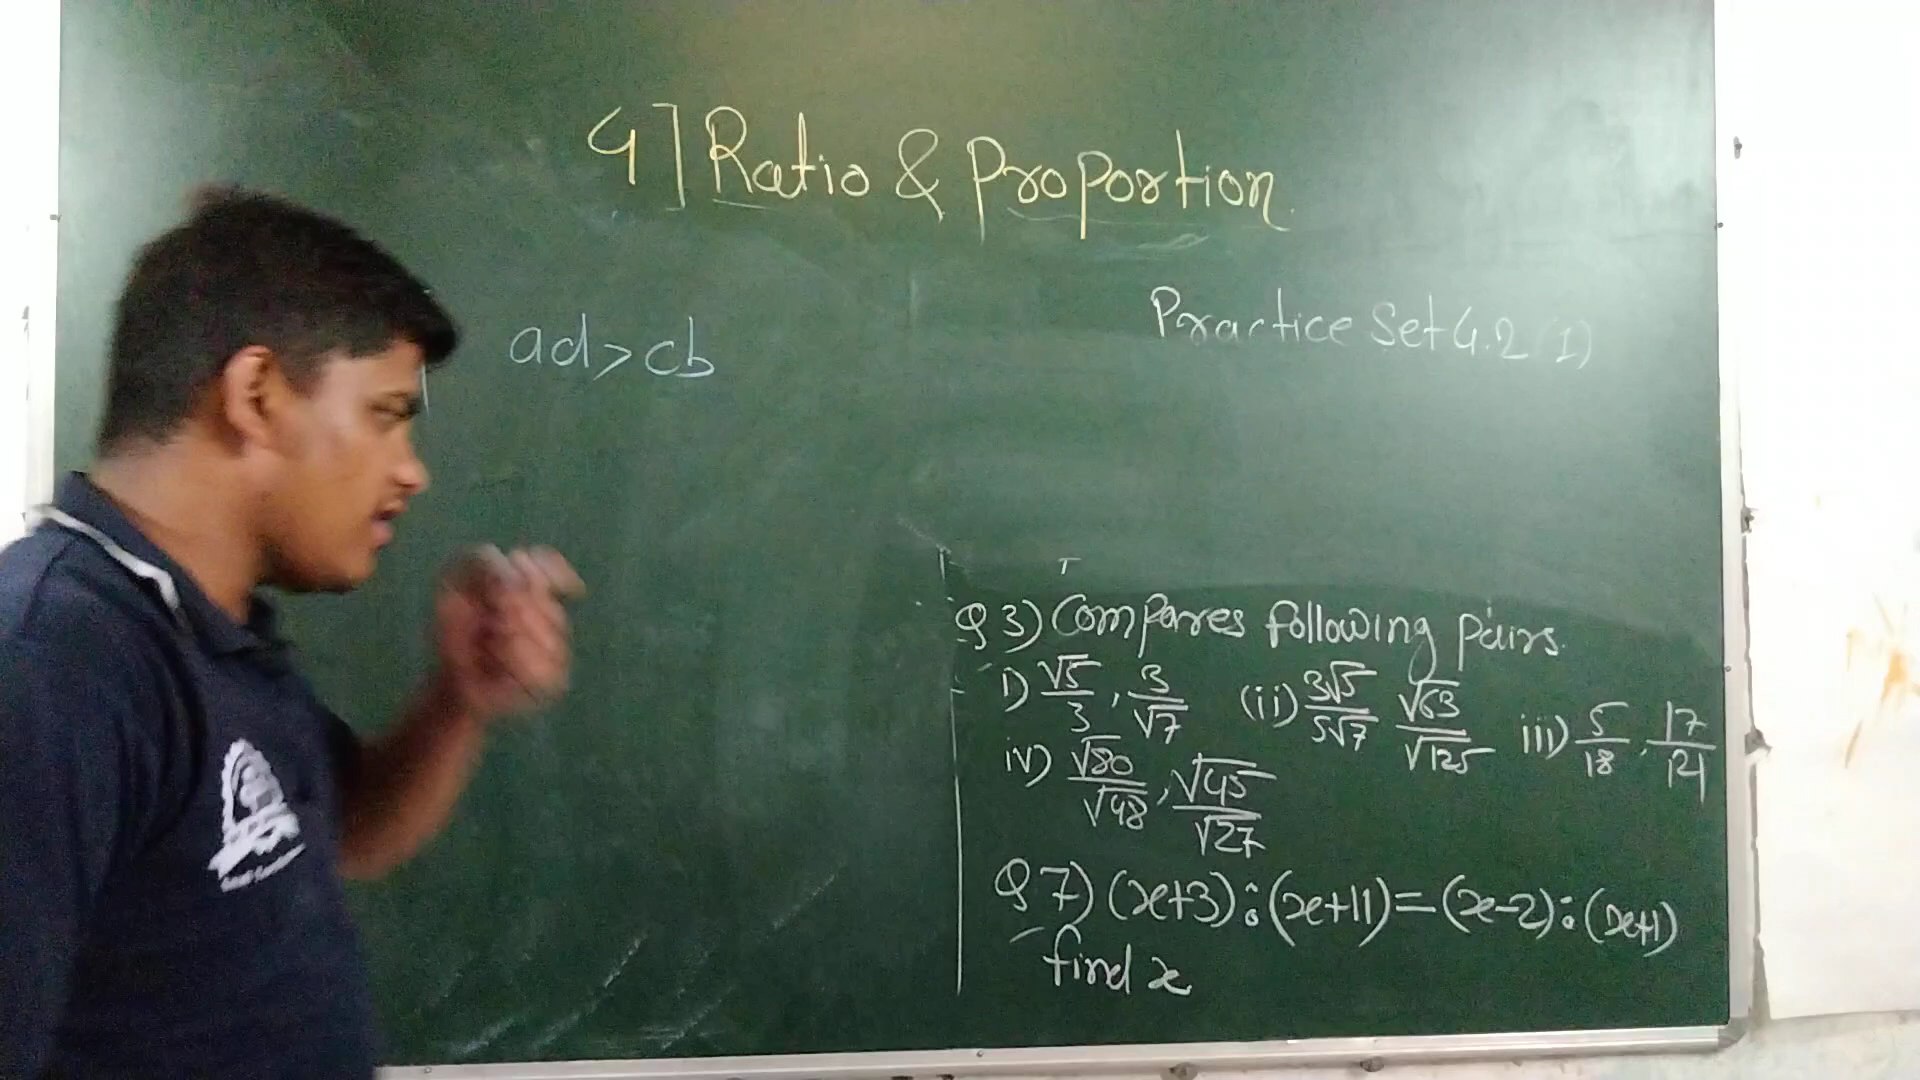 4] Ratio & Proportion.
ad > cb
Practice Set 4.2 (1)
Q 3) Compares following pairs.
i) √5/3 , 3/√7 (ii) 3√5/5√7 √63/√125 iii) 5/18 , 17/121
iv) √80/√48 , √45/√27
Q 7) (x+3):(x+11)=(x-2):(x+1)
find x